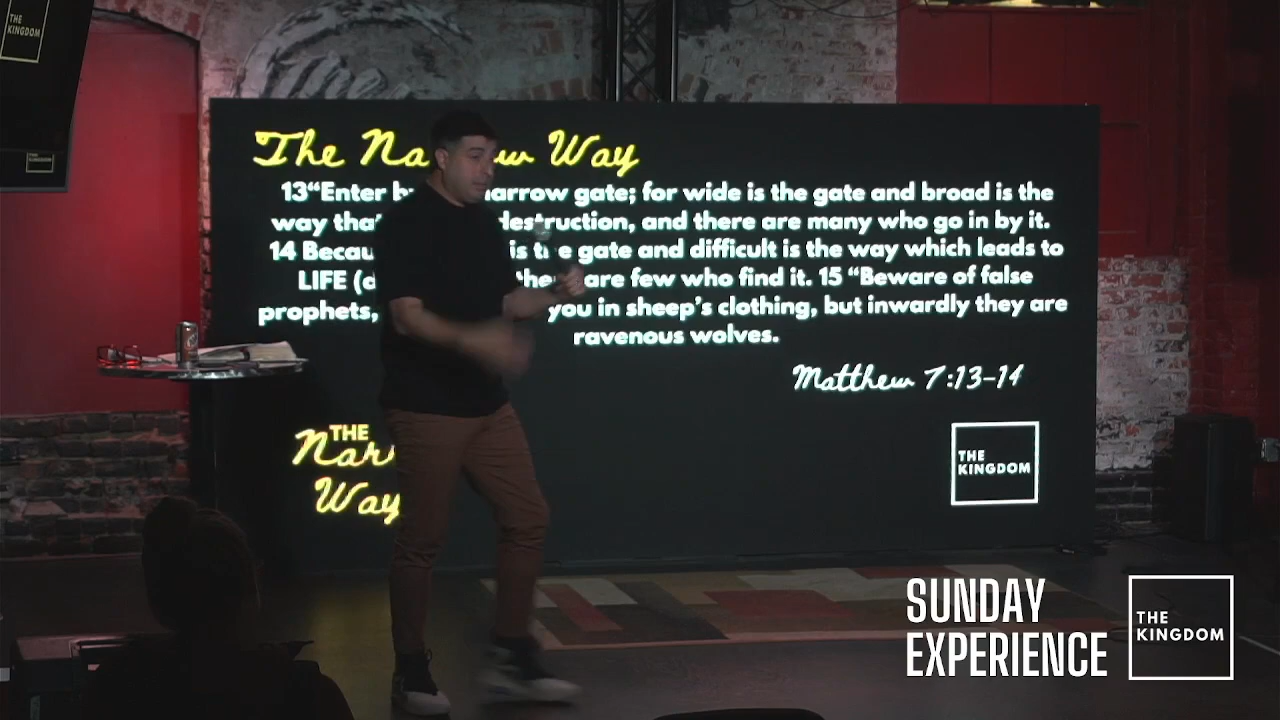 THE
KINGDOM
The Na w Way
13“Enter b arrow gate; for wide is the gate and broad is the
way that destruction, and there are many who go in by it.
14 Becau is t e gate and difficult is the way which leads to
LIFE (d the are few who find it. 15 “Beware of false
prophets, you in sheep’s clothing, but inwardly they are
ravenous wolves.
Matthew 7:13-14
THE
Narr
Way
THE
KINGDOM
SUNDAY
EXPERIENCE
THE
KINGDOM